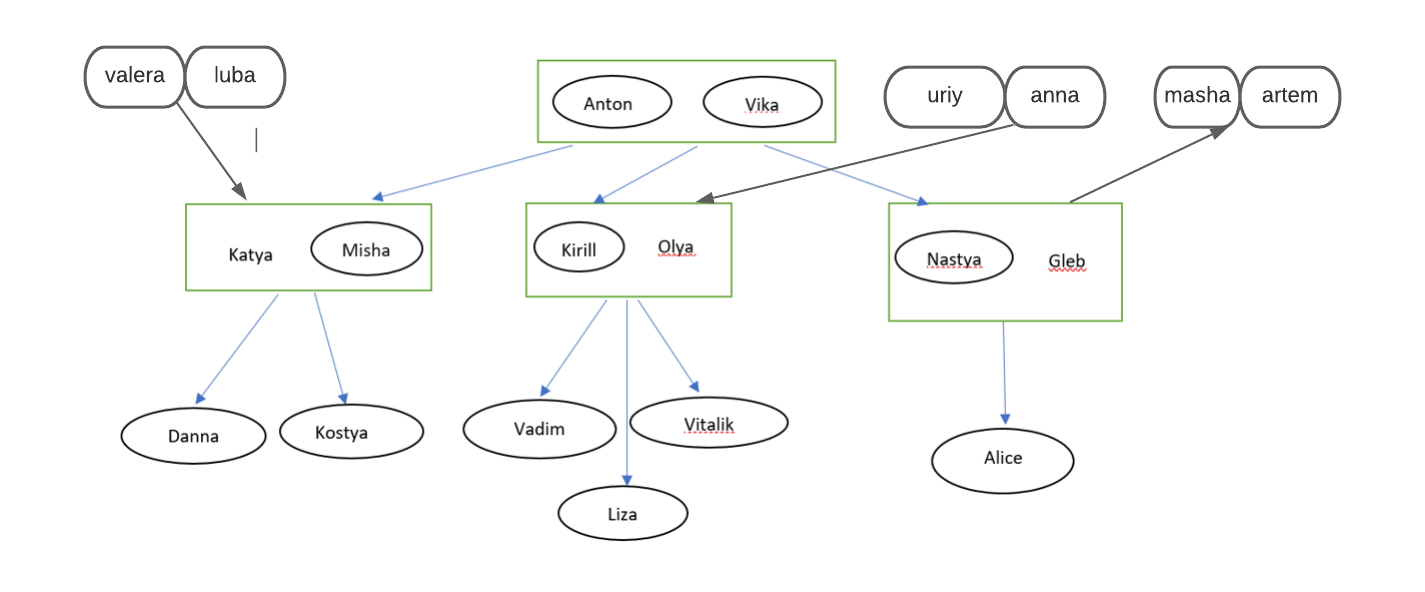 valera
luba
Anton
Vika
uriy
anna
masha
artem
Katya
Misha
Kirill
Olya
Nastya
Gleb
Danna
Kostya
Vadim
Vitalik
Alice
Liza